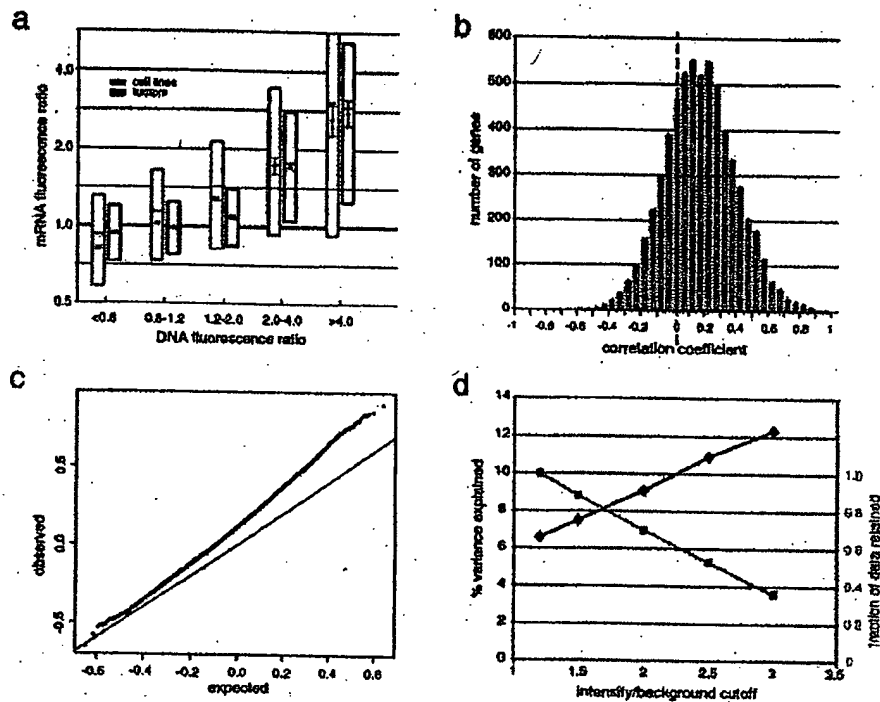 a
mRNA fluorescence ratio
4.0
2.0
1.0
0.5
cell lines
tumors
<0.8
0.8-1.2
1.2-2.0
2.0-4.0
>4.0
DNA fluorescence ratio
b
number of genes
600
500
400
300
200
100
0
-1 -0.8 -0.6 -0.4 -0.2 0 0.2 0.4 0.6 0.8 1
correlation coefficient
c
observed
0.5
0.0
-0.5
-0.6 -0.4 -0.2 0.0 0.2 0.4 0.6
expected
d
% variance explained
14
12
10
8
6
4
2
0
1 1.5 2 2.5 3 3.5
intensity/background cutoff
1.0
0.8
0.6
0.4
0.2
0
fraction of data retained